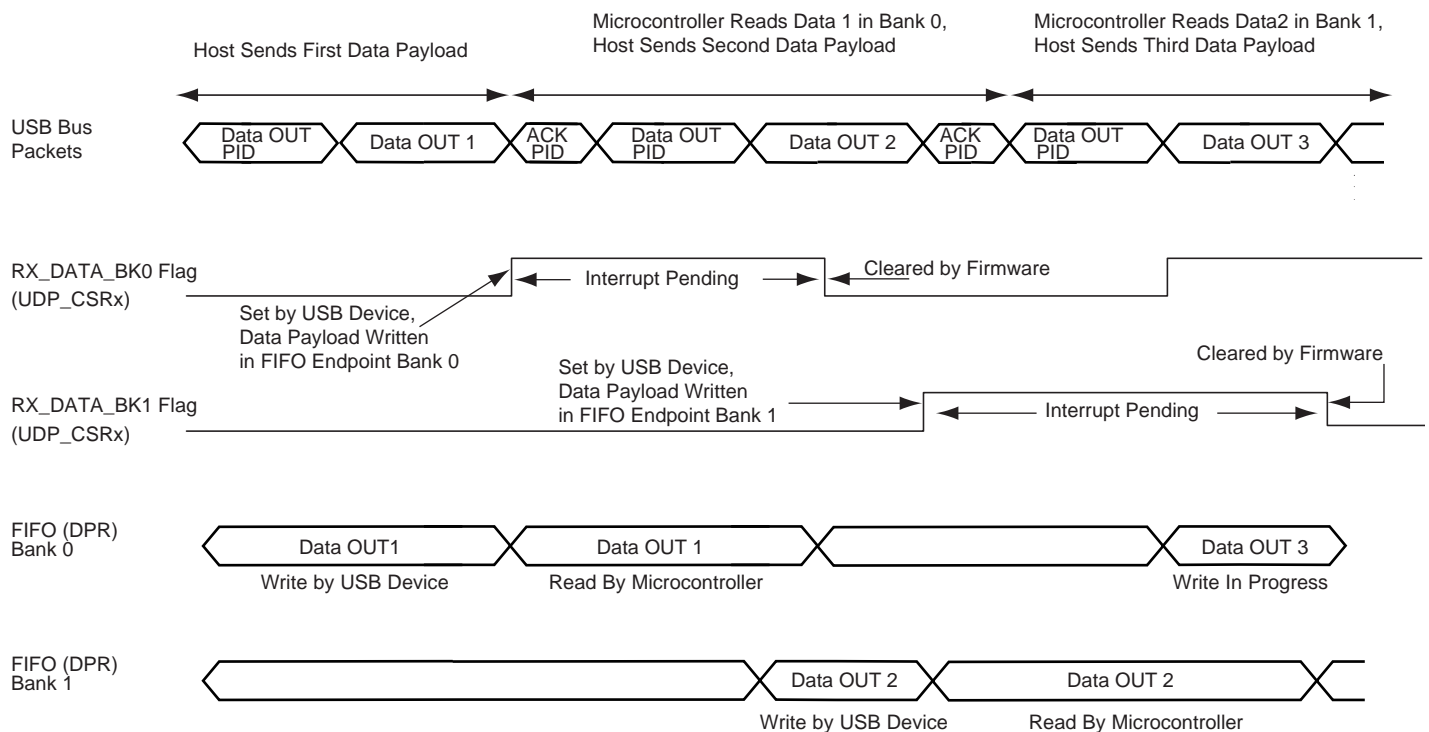 Microcontroller Reads Data 1 in Bank 0,
Host Sends Second Data Payload
Microcontroller Reads Data2 in Bank 1,
Host Sends Third Data Payload
Host Sends First Data Payload
USB Bus
Packets
Data OUT
PID
Data OUT 1
ACK
PID
Data OUT
PID
Data OUT 2
ACK
PID
Data OUT
PID
Data OUT 3
RX_DATA_BK0 Flag
(UDP_CSRx)
Interrupt Pending
Cleared by Firmware
Set by USB Device,
Data Payload Written
in FIFO Endpoint Bank 0
RX_DATA_BK1 Flag
(UDP_CSRx)
Set by USB Device,
Data Payload Written
in FIFO Endpoint Bank 1
Interrupt Pending
Cleared by Firmware
FIFO (DPR)
Bank 0
Data OUT1
Data OUT 1
Data OUT 3
Write by USB Device
Read By Microcontroller
Write In Progress
FIFO (DPR)
Bank 1
Data OUT 2
Data OUT 2
Write by USB Device
Read By Microcontroller